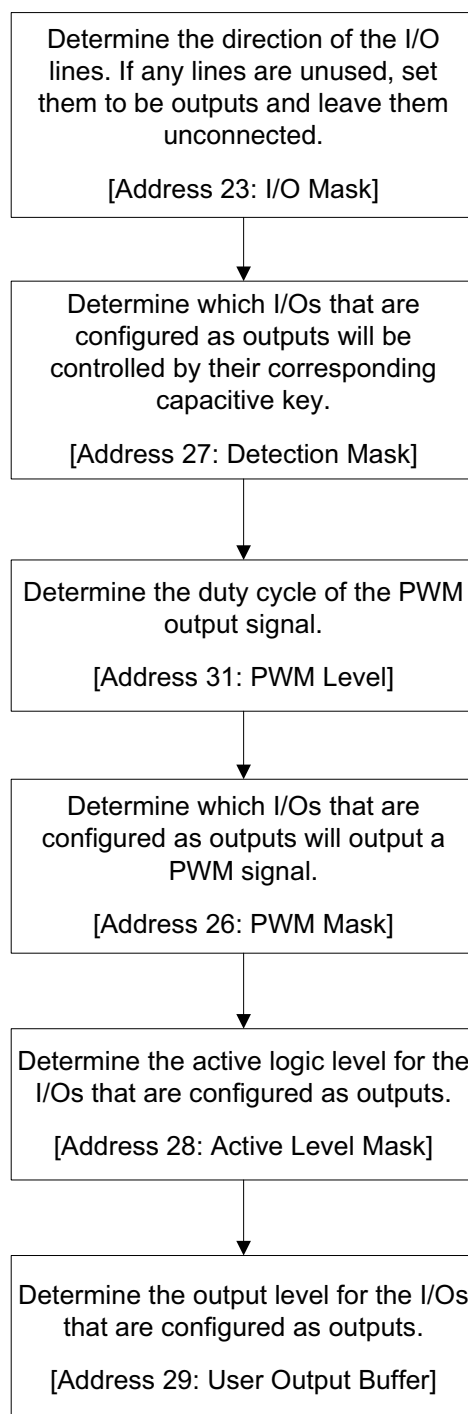 Determine the direction of the I/O
lines. If any lines are unused, set
them to be outputs and leave them
unconnected.
[Address 23: I/O Mask]
Determine which I/Os that are
configured as outputs will be
controlled by their corresponding
capacitive key.
[Address 27: Detection Mask]
Determine the duty cycle of the PWM
output signal.
[Address 31: PWM Level]
Determine which I/Os that are
configured as outputs will output a
PWM signal.
[Address 26: PWM Mask]
Determine the active logic level for the
I/Os that are configured as outputs.
[Address 28: Active Level Mask]
Determine the output level for the I/Os
that are configured as outputs.
[Address 29: User Output Buffer]